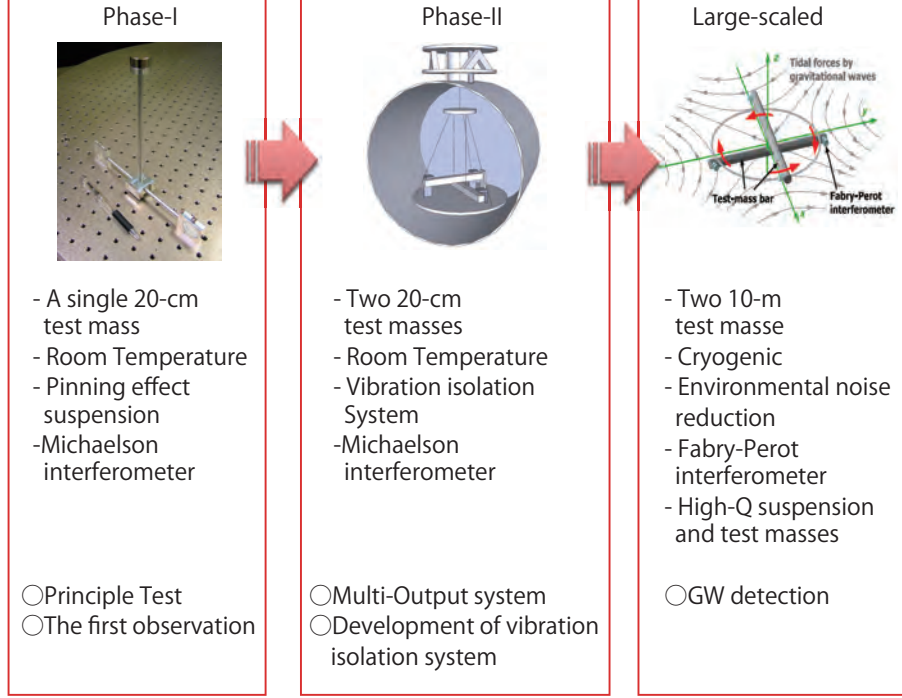 Phase-I
- A single 20-cm
test mass
- Room Temperature
- Pinning effect
suspension
-Michaelson
interferometer
○Principle Test
○The first observation
Phase-II
- Two 20-cm
test masses
- Room Temperature
- Vibration isolation
System
-Michaelson
interferometer
○Multi-Output system
○Development of vibration
isolation system
Large-scaled
Tidal forces by
gravitational waves
z
y
Test-mass bar
Fabry-Perot
interferometer
x
- Two 10-m
test masse
- Cryogenic
- Environmental noise
reduction
- Fabry-Perot
interferometer
- High-Q suspension
and test masses
○GW detection